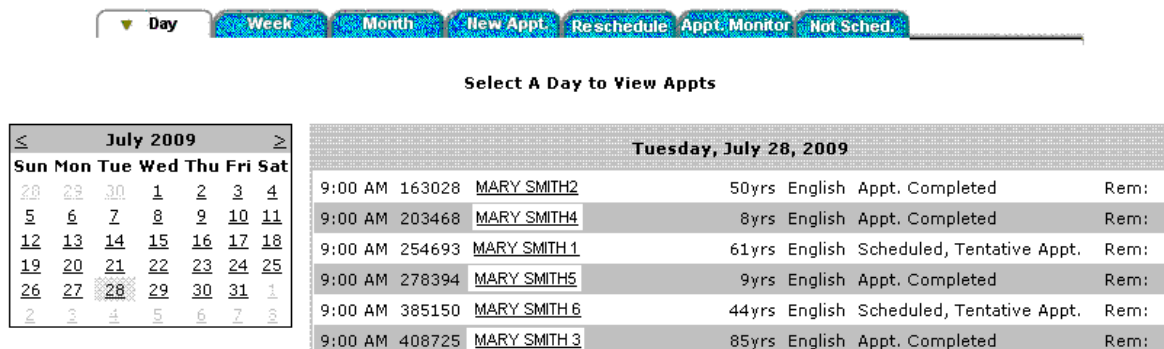 Day Week Month New Appt. Reschedule Appt. Monitor Not Sched.
Select A Day to View Appts
< July 2009 >
Sun Mon Tue Wed Thu Fri Sat
28 29 30 1 2 3 4
5 6 7 8 9 10 11
12 13 14 15 16 17 18
19 20 21 22 23 24 25
26 27 28 29 30 31 1
2 3 4 5 6 7 8
Tuesday, July 28, 2009
9:00 AM 163028 MARY SMITH2 50yrs English Appt. Completed Rem:
9:00 AM 203468 MARY SMITH4 8yrs English Appt. Completed Rem:
9:00 AM 254693 MARY SMITH 1 61yrs English Scheduled, Tentative Appt. Rem:
9:00 AM 278394 MARY SMITH5 9yrs English Appt. Completed Rem:
9:00 AM 385150 MARY SMITH 6 44yrs English Scheduled, Tentative Appt. Rem:
9:00 AM 408725 MARY SMITH 3 85yrs English Appt. Completed Rem: